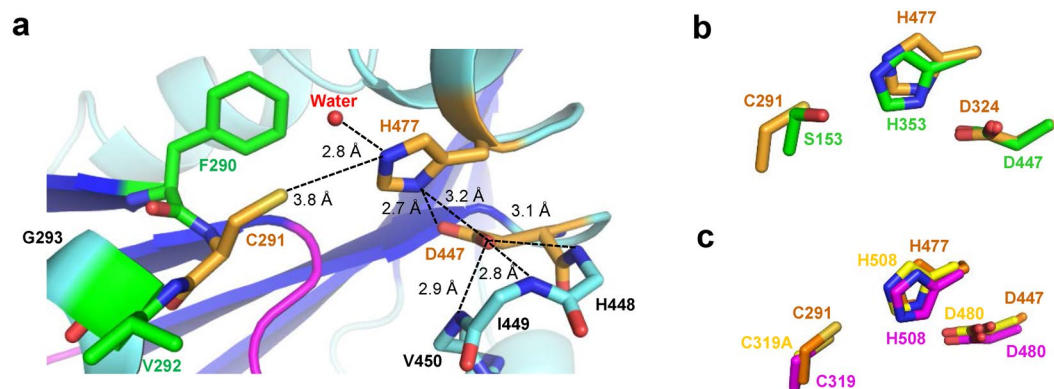 a
Water
H477
F290
2.8 Å
3.8 Å
3.2 Å
2.7 Å
3.1 Å
G293
C291
D447
2.8 Å
2.9 Å
H448
I449
V450
V292
b
H477
C291
D324
S153
H353
D447
c
H477
H508
C291
D447
D480
C319A
H508
D480
C319